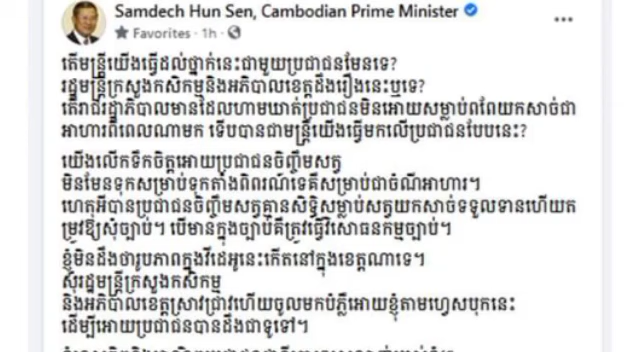 Samdech Hun Sen, Cambodian Prime Minister
Favorites · 1h ·
តើមន្ត្រីយើងធ្វើដល់ថ្នាក់នេះជាមួយប្រជាជនមែនទេ?
រដ្ឋមន្ត្រីក្រសួងកសិកម្មនិងអភិបាលខេត្តដឹងរឿងនេះឬទេ?
តើរាជរដ្ឋាភិបាលមានដែលហាមឃាត់ប្រជាជនមិនអោយសម្លាប់ពពែយកសាច់ជា
អាហារពីពេលណាមក ទើបបានជាមន្ត្រីយើងធ្វើមកលើប្រជាជនបែបនេះ?
យើងលើកទឹកចិត្តអោយប្រជាជនចិញ្ចឹមសត្វ
មិនមែនទុកសម្រាប់ទុកតាំងពិពរណ៍ទេគឺសម្រាប់ជាចំណីអាហារ។
ហេតុអីបានប្រជាជនចិញ្ចឹមសត្វគ្មានសិទ្ធិសម្លាប់សត្វយកសាច់ទទួលទានហើយត
ម្រូវឱ្យសុំច្បាប់។ បើមានក្នុងច្បាប់គឺត្រូវធ្វើវិសោធនកម្មច្បាប់។
ខ្ញុំមិនដឹងថារូបភាពក្នុងវីដេអូនេះកើតនៅក្នុងខេត្តណាទេ។
សុំរដ្ឋមន្ត្រីក្រសួងកសិកម្ម
និងអភិបាលខេត្តស្រាវជ្រាវហើយចូលមកបំភ្លឺអោយខ្ញុំតាមហ្វេសបុកនេះ
ដើម្បីអោយប្រជាជនបានដឹងជាទូទៅ។